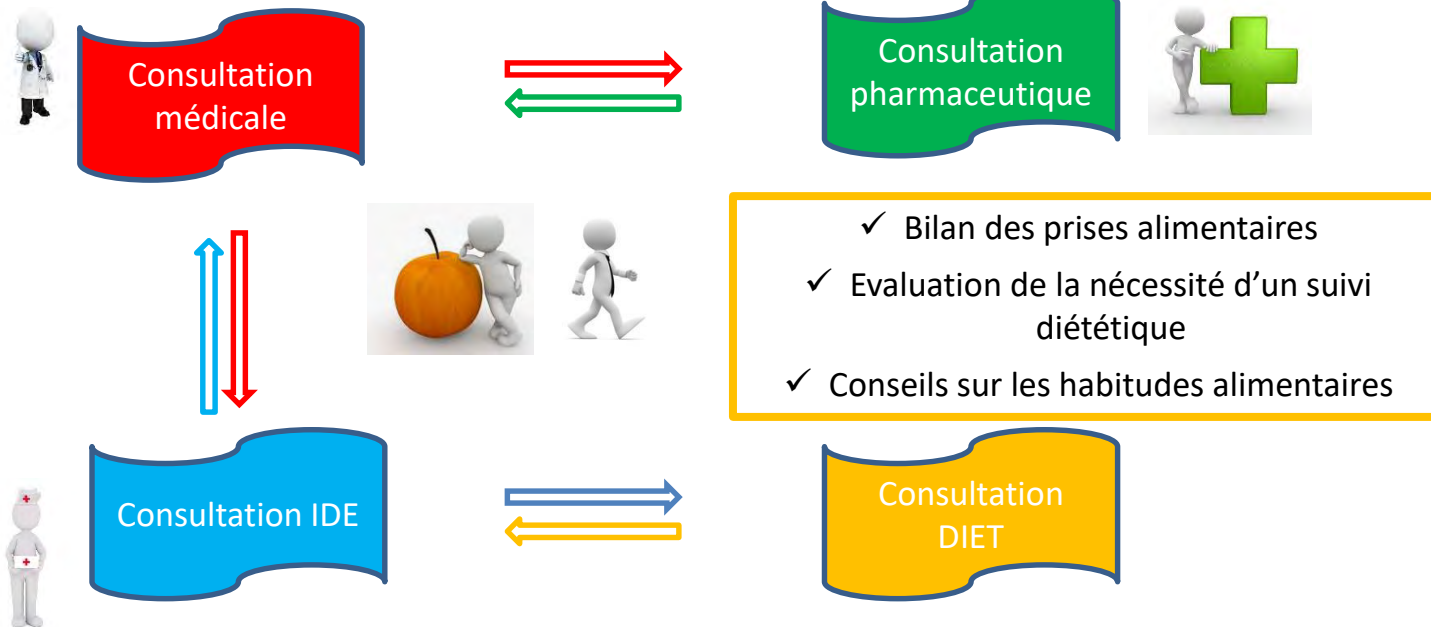 Consultation
médicale
Consultation
pharmaceutique
✓ Bilan des prises alimentaires
✓ Evaluation de la nécessité d’un suivi
diététique
✓ Conseils sur les habitudes alimentaires
Consultation IDE
Consultation
DIET